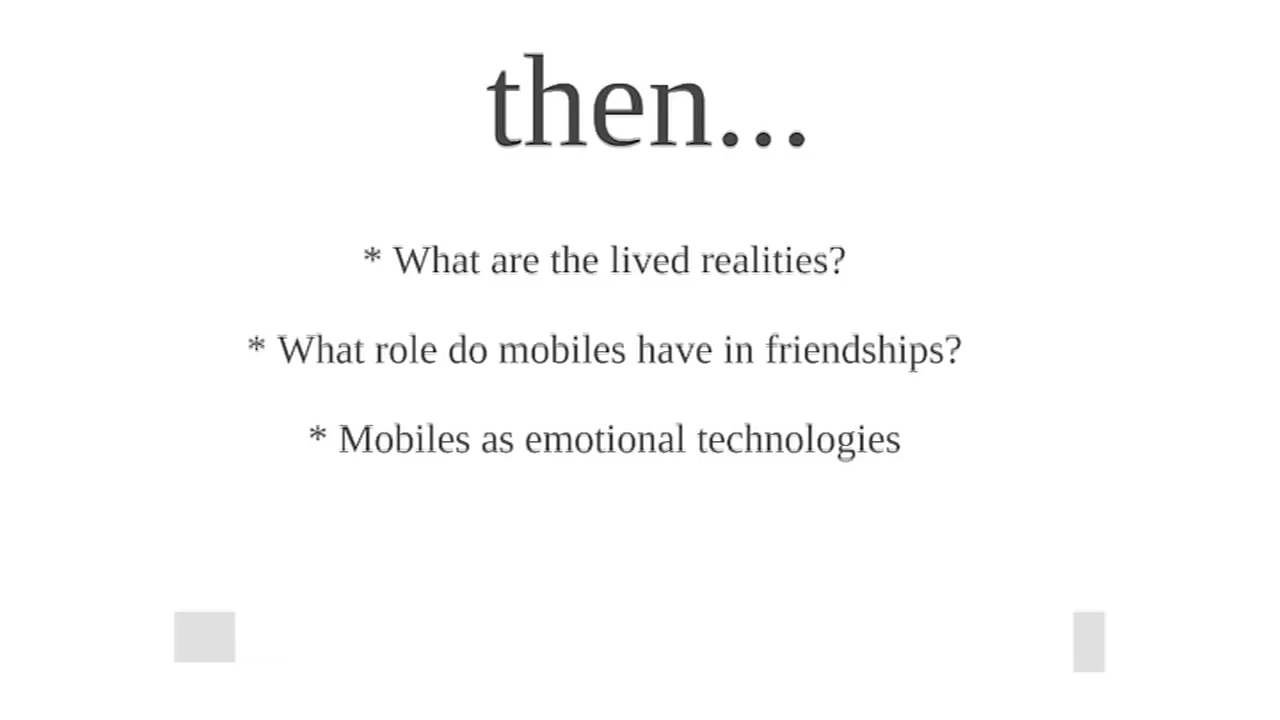 then...
* What are the lived realities?
* What role do mobiles have in friendships?
* Mobiles as emotional technologies